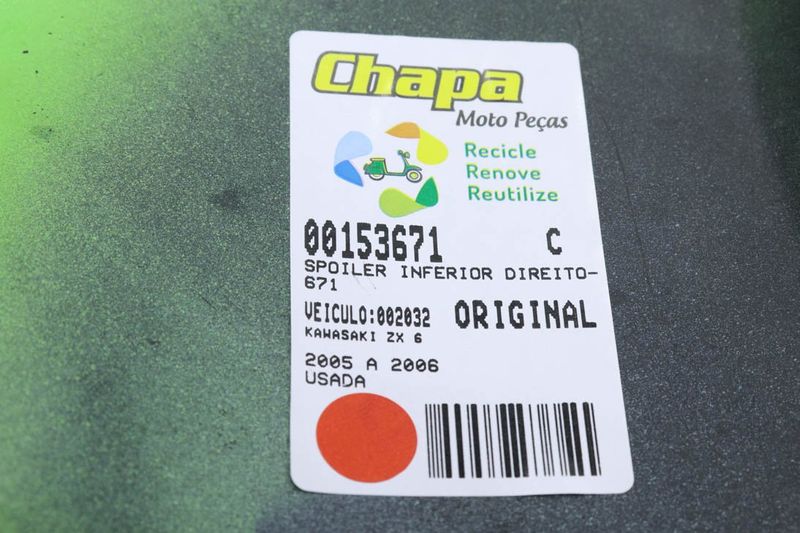 Chapa
Moto Peças
Recicle
Renove
Reutilize
00153671 C
SPOILER INFERIOR DIREITO-
671
VEICULO:002032 ORIGINAL
KAWASAKI ZX 6
2005 A 2006
USADA